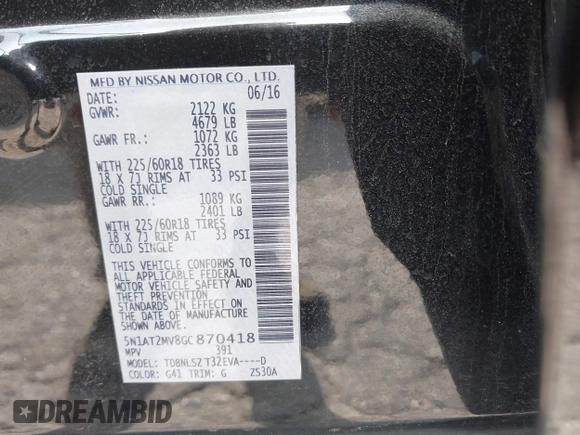 MFD BY NISSAN MOTOR CO., LTD.
DATE: 06/16
GVWR: 2122 KG
4679 LB
GAWR FR.: 1072 KG
2363 LB
WITH 225/60R18 TIRES
18 X 7J RIMS AT 33 PSI
COLD SINGLE
GAWR RR.: 1089 KG
2401 LB
WITH 225/60R18 TIRES
18 X 7J RIMS AT 33 PSI
COLD SINGLE
THIS VEHICLE CONFORMS TO
ALL APPLICABLE FEDERAL
MOTOR VEHICLE SAFETY AND
THEFT PREVENTION
STANDARDS IN EFFECT ON
THE DATE OF MANUFACTURE
SHOWN ABOVE.
5N1AT2MV8GC870418
MPV 391
MODEL: TDBNLSZ T32EVA----D
COLOR: G41 TRIM: G ZS30A
DREAMBID